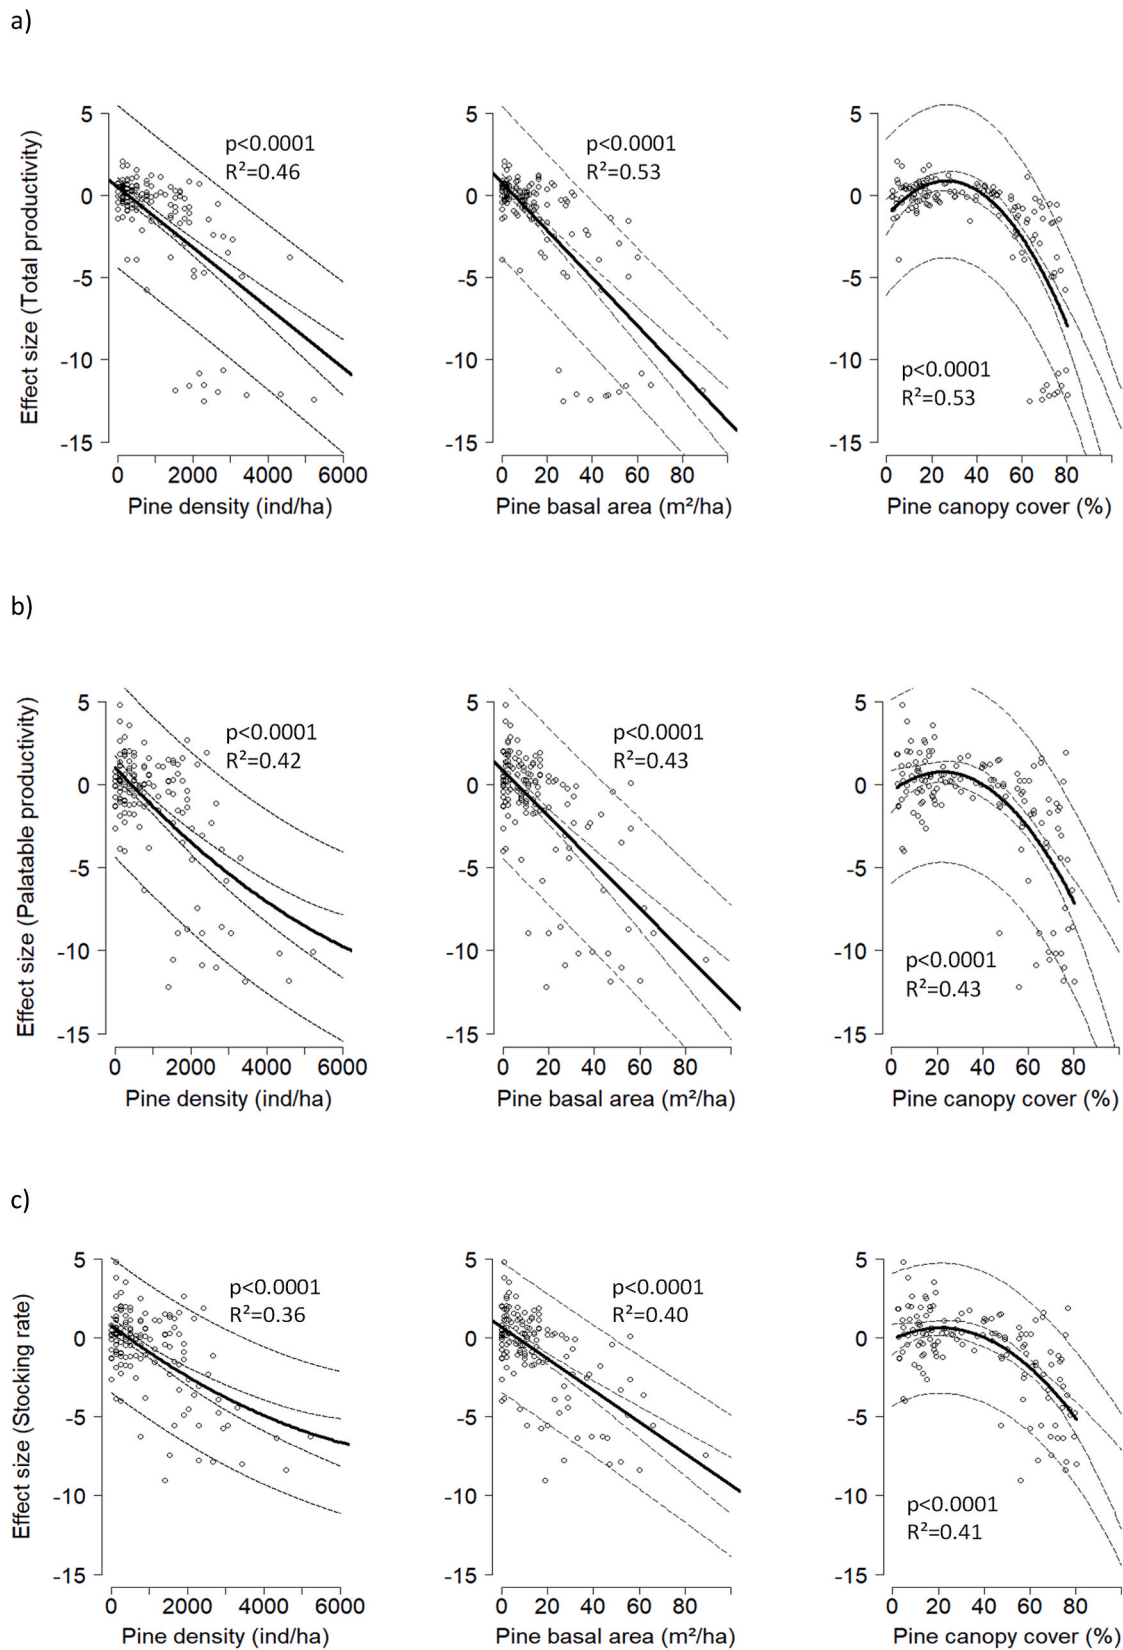 a)
5
0
-5
-10
-15
Effect size (Total productivity)
p<0.0001
R²=0.46
0 2000 4000 6000
Pine density (ind/ha)
5
0
-5
-10
-15
p<0.0001
R²=0.53
0 20 40 60 80
Pine basal area (m²/ha)
5
0
-5
-10
-15
p<0.0001
R²=0.53
0 20 40 60 80
Pine canopy cover (%)
b)
5
0
-5
-10
-15
Effect size (Palatable productivity)
p<0.0001
R²=0.42
0 2000 4000 6000
Pine density (ind/ha)
5
0
-5
-10
-15
p<0.0001
R²=0.43
0 20 40 60 80
Pine basal area (m²/ha)
5
0
-5
-10
-15
p<0.0001
R²=0.43
0 20 40 60 80
Pine canopy cover (%)
c)
5
0
-5
-10
-15
Effect size (Stocking rate)
p<0.0001
R²=0.36
0 2000 4000 6000
Pine density (ind/ha)
5
0
-5
-10
-15
p<0.0001
R²=0.40
0 20 40 60 80
Pine basal area (m²/ha)
5
0
-5
-10
-15
p<0.0001
R²=0.41
0 20 40 60 80
Pine canopy cover (%)